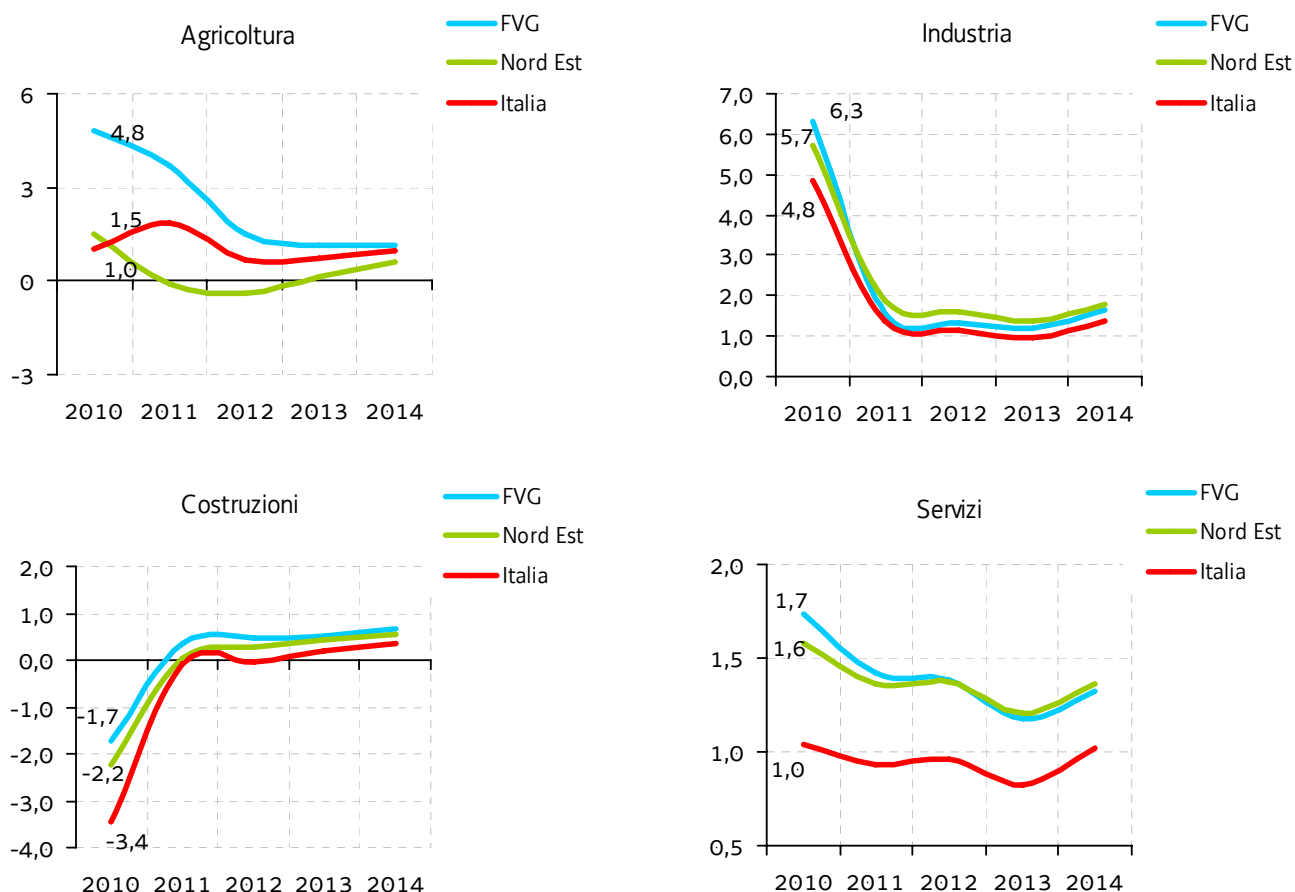 Agricoltura
FVG
Nord Est
Italia
6
3
0
-3
4,8
1,5
1,0
2010 2011 2012 2013 2014
Industria
FVG
Nord Est
Italia
7,0
6,0
5,0
4,0
3,0
2,0
1,0
0,0
6,3
5,7
4,8
2010 2011 2012 2013 2014
Costruzioni
FVG
Nord Est
Italia
2,0
1,0
0,0
-1,0
-2,0
-3,0
-4,0
-1,7
-2,2
-3,4
2010 2011 2012 2013 2014
Servizi
FVG
Nord Est
Italia
2,0
1,5
1,0
0,5
1,7
1,6
1,0
2010 2011 2012 2013 2014